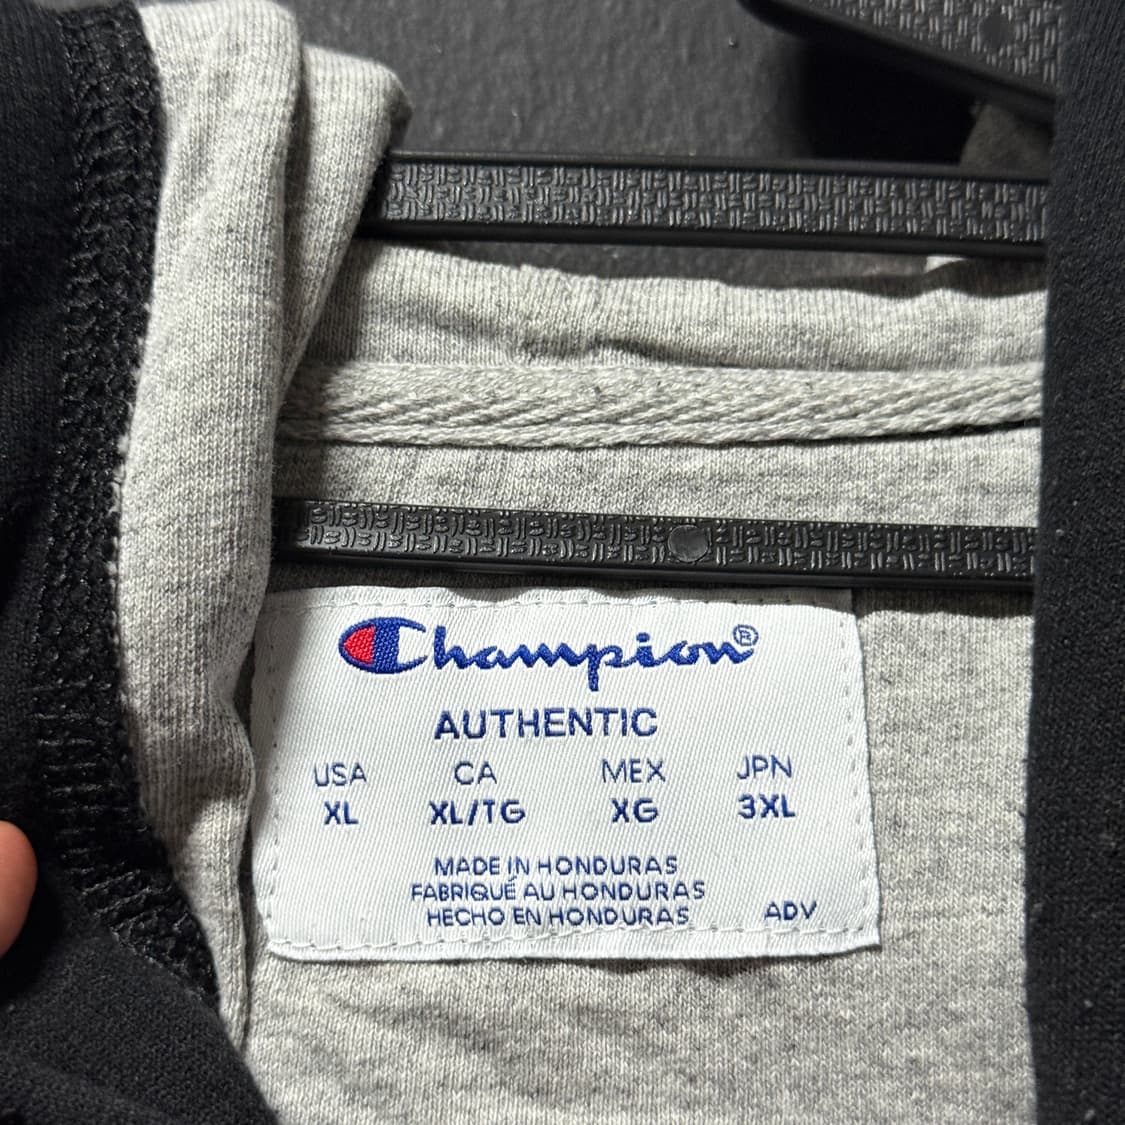 Champion®
AUTHENTIC
USA CA MEX JPN
XL XL/TG XG 3XL
MADE IN HONDURAS
FABRIQUÉ AU HONDURAS
HECHO EN HONDURAS ADV